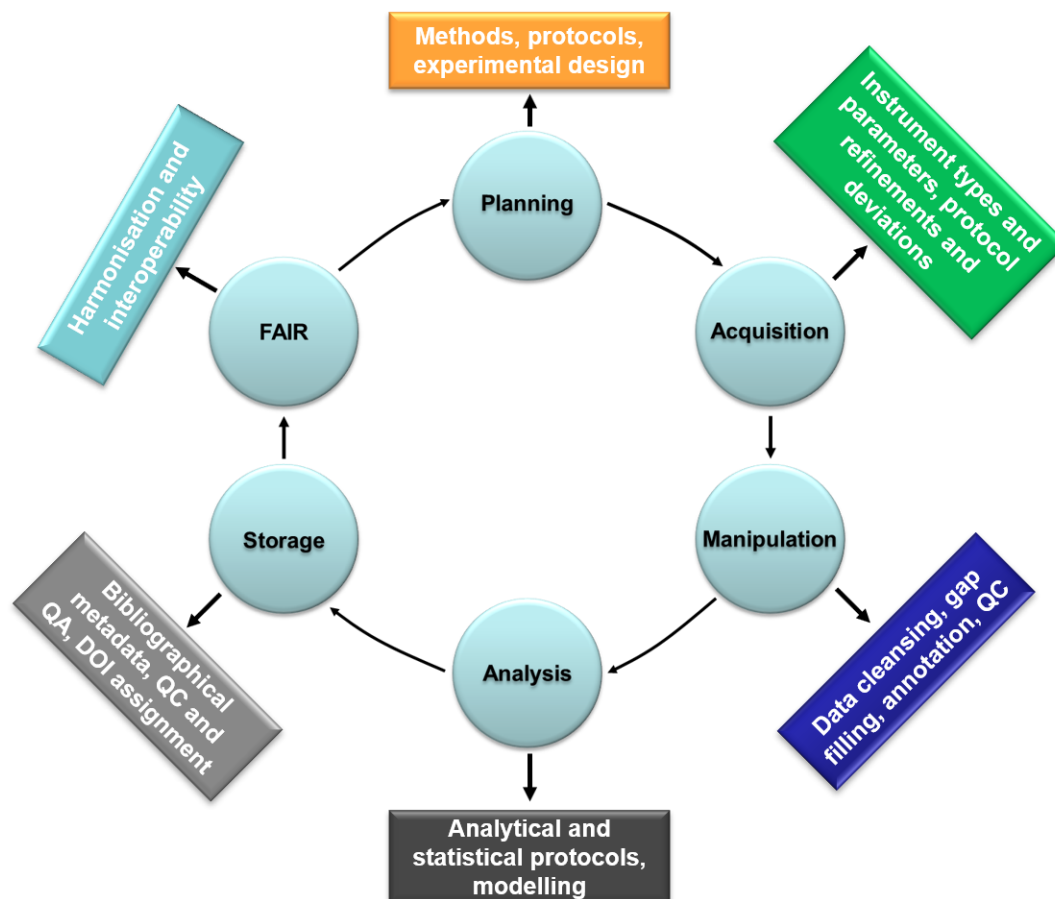 Methods, protocols,
experimental design
Planning
Instrument types and
parameters, protocol
refinements and
deviations
Acquisition
Manipulation
Data cleansing, gap
filling, annotation, QC
Analysis
Analytical and
statistical protocols,
modelling
Storage
Bibliographical
metadata, QC and
QA, DOI assignment
FAIR
Harmonisation and
interoperability